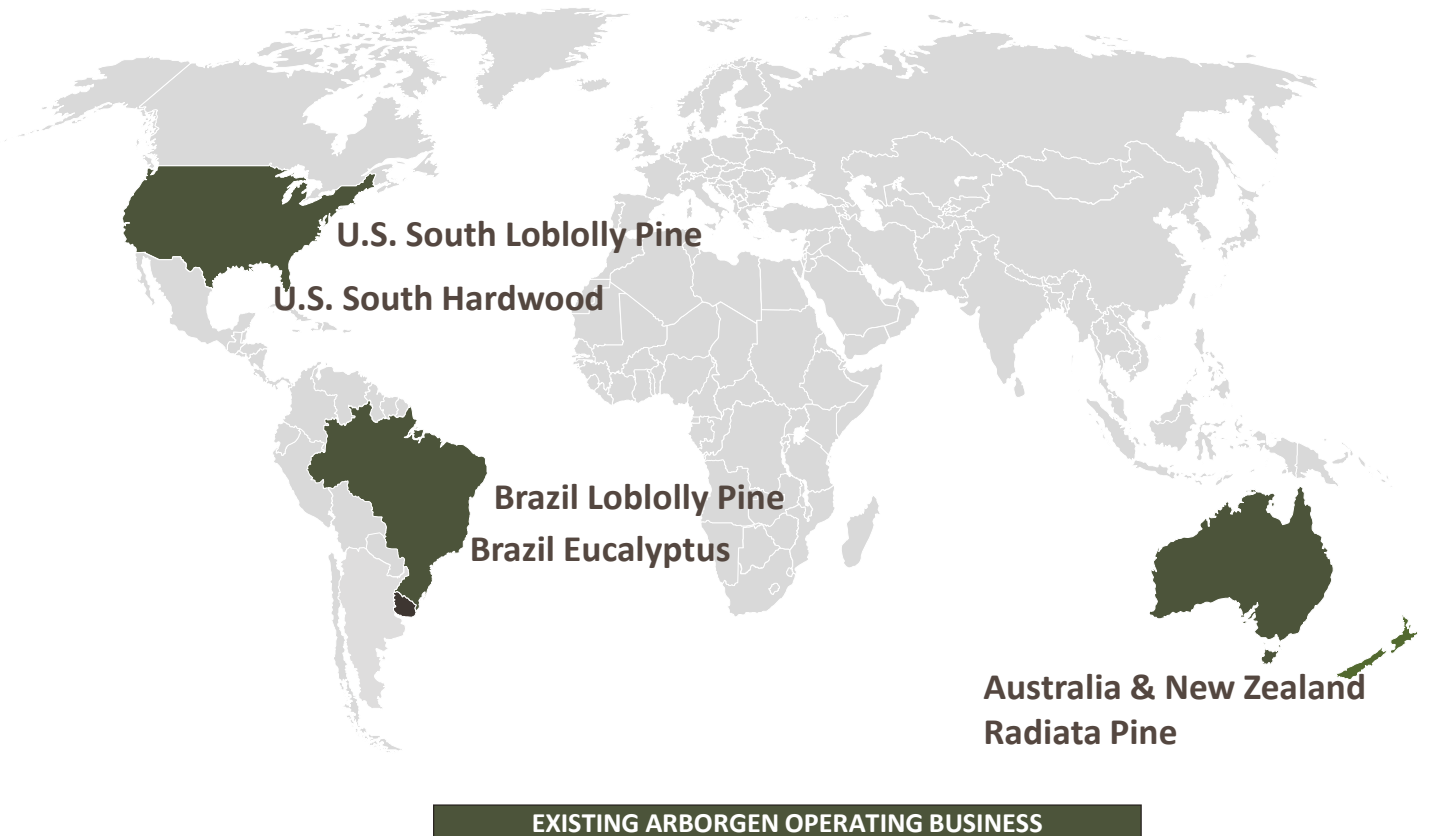 U.S. South Loblolly Pine
U.S. South Hardwood
Brazil Loblolly Pine
Brazil Eucalyptus
Australia & New Zealand
Radiata Pine
EXISTING ARBORGEN OPERATING BUSINESS